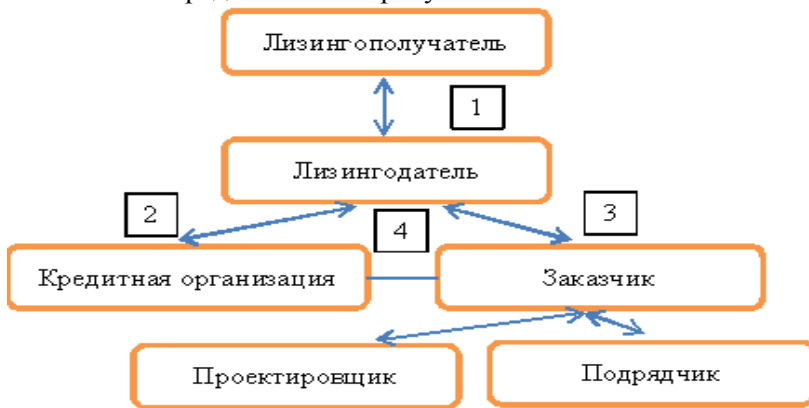 Лизингополучатель
1
Лизингодатель
2
3
4
Кредитная организация
Заказчик
Проектировщик
Подрядчик